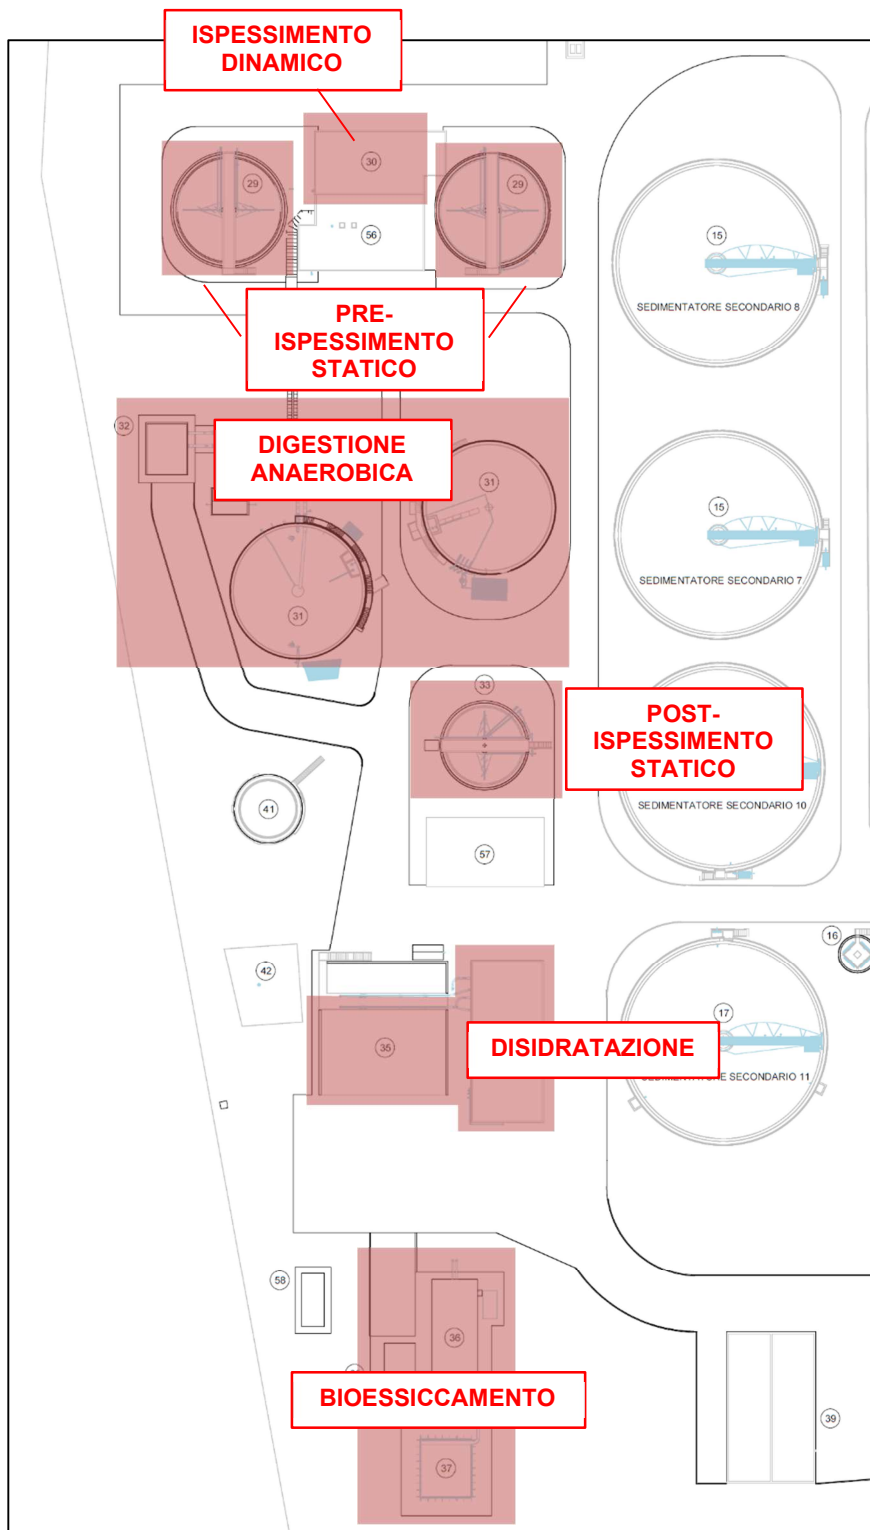 ISPESSIMENTO
DINAMICO
30
29
29
56
15
SEDIMENTATORE SECONDARIO 8
PRE-
ISPESSIMENTO
STATICO
32
DIGESTIONE
ANAEROBICA
31
15
SEDIMENTATORE SECONDARIO 7
31
33
POST-
ISPESSIMENTO
STATICO
SEDIMENTATORE SECONDARIO 10
41
57
16
42
17
35
DISIDRATAZIONE
SECONDARIO 11
58
36
BIOESSICCAMENTO
39
37